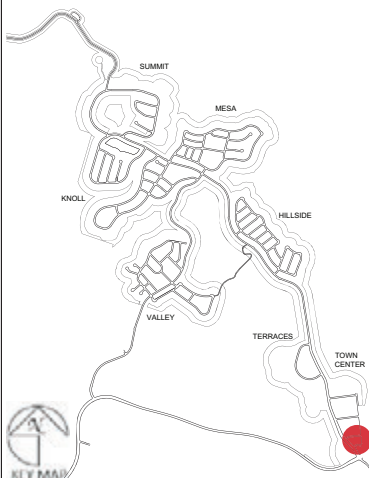 SUMMIT
MESA
KNOLL
HILLSIDE
VALLEY
TERRACES
TOWN
CENTER
KEY MAP